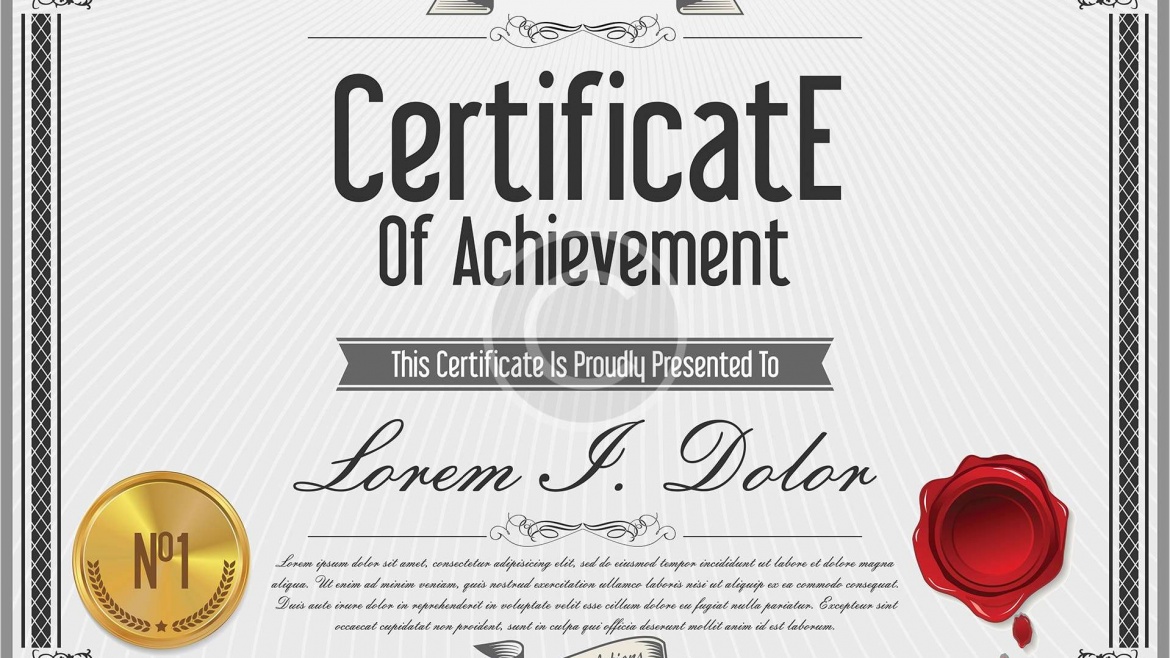 CertificatE
Of Achievement
This Certificate Is Proudly Presented To
Lorem I. Dolor
Nº1
Lorem ipsum dolor sit amet, consectetur adipisicing elit, sed do eiusmod tempor incididunt ut labore et dolore magna
aliqua. Ut enim ad minim veniam, quis nostrud exercitation ullamco laboris nisi ut aliquip ex ea commodo consequat.
Duis aute irure dolor in reprehenderit in voluptate velit esse cillum dolore eu fugiat nulla pariatur. Excepteur sint
occaecat cupidatat non proident, sunt in culpa qui officia deserunt mollit anim id est laborum.